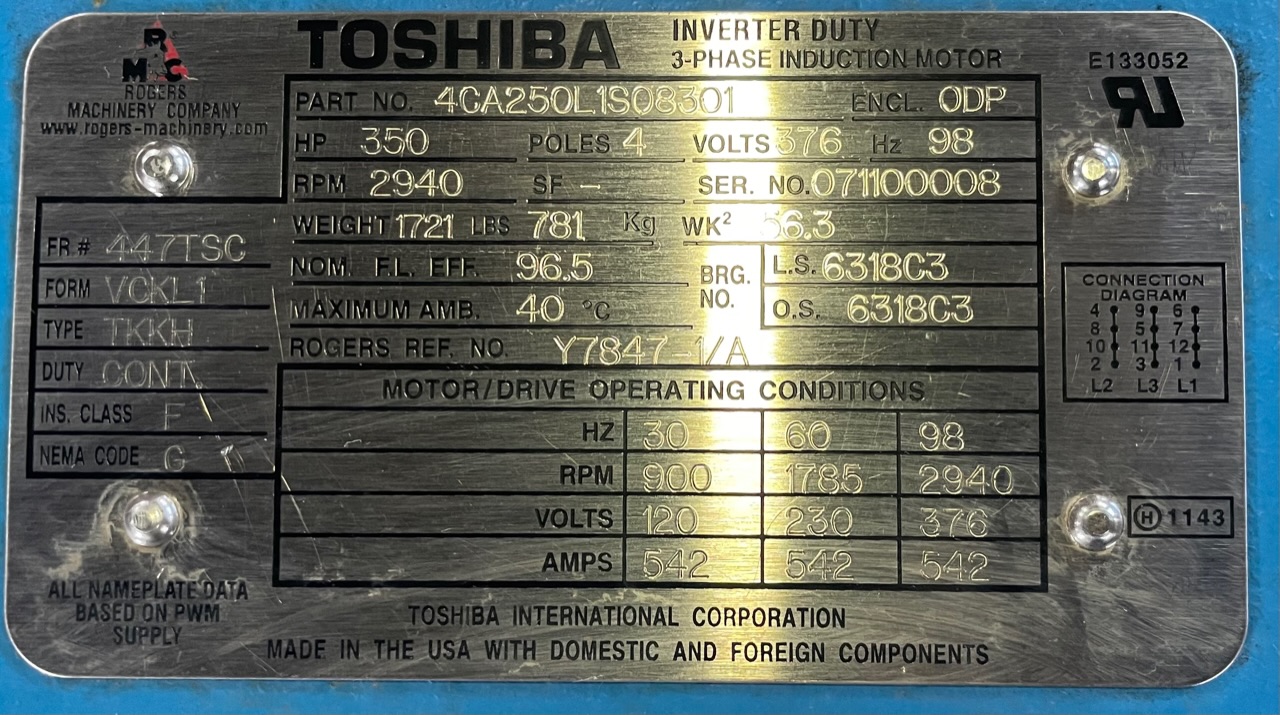 RMC
ROGERS
MACHINERY COMPANY
www.rogers-machinery.com
TOSHIBA
INVERTER DUTY
3-PHASE INDUCTION MOTOR
E133052
PART NO. 4CA250L1S08301 ENCL. ODP
HP 350 POLES 4 VOLTS 376 Hz 98
RPM 2940 SF - SER. NO. 071100008
WEIGHT 1721 LBS 781 Kg WK² 56.3
NOM. F.L. EFF. 96.5 BRG. NO. L.S. 6318C3
MAXIMUM AMB. 40 °C O.S. 6318C3
ROGERS REF. NO. Y7847-1/A
FR.# 447TSC
FORM VCKL1
TYPE TKKH
DUTY CONT.
INS. CLASS F
NEMA CODE G
MOTOR/DRIVE OPERATING CONDITIONS
HZ 30 60 98
RPM 900 1785 2940
VOLTS 120 230 376
AMPS 542 542 542
CONNECTION
DIAGRAM
4 9 6
8 5 7
10 11 12
2 3 1
L2 L3 L1
H 1143
ALL NAMEPLATE DATA
BASED ON PWM
SUPPLY
TOSHIBA INTERNATIONAL CORPORATION
MADE IN THE USA WITH DOMESTIC AND FOREIGN COMPONENTS